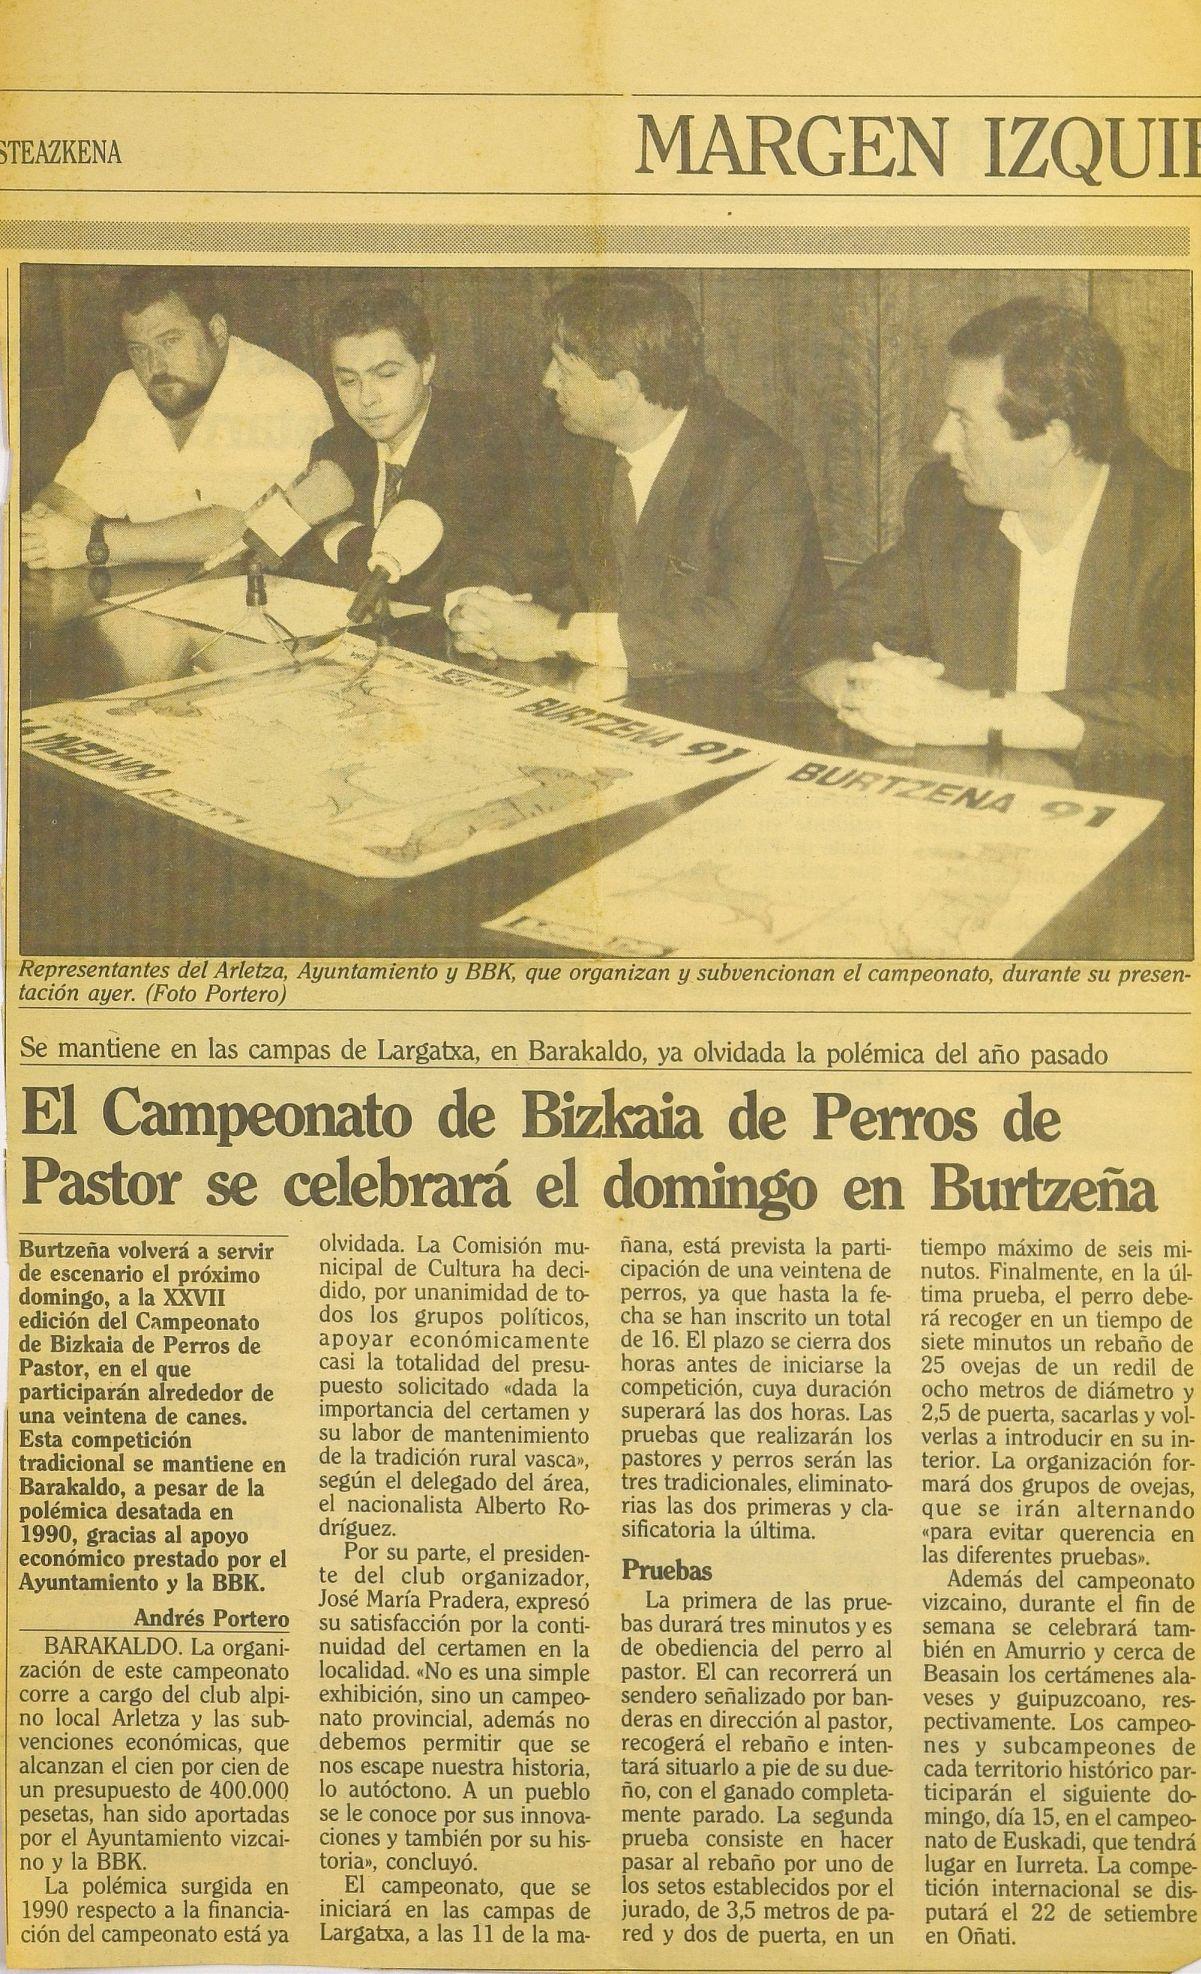 STEAZKENA
MARGEN IZQUIE
BURTZENA 91
BURTZENA 91
BURTZENA 91
Representantes del Arletza, Ayuntamiento y BBK, que organizan y subvencionan el campeonato, durante su presen-
tación ayer. (Foto Portero)
Se mantiene en las campas de Largatxa, en Barakaldo, ya olvidada la polémica del año pasado
El Campeonato de Bizkaia de Perros de
Pastor se celebrará el domingo en Burtzeña
Burtzeña volverá a servir
de escenario el próximo
domingo, a la XXVII
edición del Campeonato
de Bizkaia de Perros de
Pastor, en el que
participarán alrededor de
una veintena de canes.
Esta competición
tradicional se mantiene en
Barakaldo, a pesar de la
polémica desatada en
1990, gracias al apoyo
económico prestado por el
Ayuntamiento y la BBK.
Andrés Portero
BARAKALDO. La organi-
zación de este campeonato
corre a cargo del club alpi-
no local Arletza y las sub-
venciones económicas, que
alcanzan el cien por cien de
un presupuesto de 400.000
pesetas, han sido aportadas
por el Ayuntamiento vizcai-
no y la BBK.
La polémica surgida en
1990 respecto a la financia-
ción del campeonato está ya
olvidada. La Comisión mu-
nicipal de Cultura ha deci-
dido, por unanimidad de to-
dos los grupos políticos,
apoyar económicamente
casi la totalidad del presu-
puesto solicitado «dada la
importancia del certamen y
su labor de mantenimiento
de la tradición rural vasca»,
según el delegado del área,
el nacionalista Alberto Ro-
dríguez.
Por su parte, el presiden-
te del club organizador,
José María Pradera, expresó
su satisfacción por la conti-
nuidad del certamen en la
localidad. «No es una simple
exhibición, sino un campeo-
nato provincial, además no
debemos permitir que se
nos escape nuestra historia,
lo autóctono. A un pueblo
se le conoce por sus innova-
ciones y también por su his-
toria», concluyó.
El campeonato, que se
iniciará en las campas de
Largatxa, a las 11 de la ma-
ñana, está prevista la parti-
cipación de una veintena de
perros, ya que hasta la fe-
cha se han inscrito un total
de 16. El plazo se cierra dos
horas antes de iniciarse la
competición, cuya duración
superará las dos horas. Las
pruebas que realizarán los
pastores y perros serán las
tres tradicionales, eliminato-
rias las dos primeras y cla-
sificatoria la última.
Pruebas
La primera de las prue-
bas durará tres minutos y es
de obediencia del perro al
pastor. El can recorrerá un
sendero señalizado por ban-
deras en dirección al pastor,
recogerá el rebaño e inten-
tará situarlo a pie de su due-
ño, con el ganado completa-
mente parado. La segunda
prueba consiste en hacer
pasar al rebaño por uno de
los setos establecidos por el
jurado, de 3,5 metros de pa-
red y dos de puerta, en un
tiempo máximo de seis mi-
nutos. Finalmente, en la úl-
tima prueba, el perro debe-
rá recoger en un tiempo de
siete minutos un rebaño de
25 ovejas de un redil de
ocho metros de diámetro y
2,5 de puerta, sacarlas y vol-
verlas a introducir en su in-
terior. La organización for-
mará dos grupos de ovejas,
que se irán alternando
«para evitar querencia en
las diferentes pruebas».
Además del campeonato
vizcaino, durante el fin de
semana se celebrará tam-
bién en Amurrio y cerca de
Beasain los certámenes ala-
veses y guipuzcoano, res-
pectivamente. Los campeo-
nes y subcampeones de
cada territorio histórico par-
ticiparán el siguiente do-
mingo, día 15, en el campeo-
nato de Euskadi, que tendrá
lugar en Iurreta. La compe-
tición internacional se dis-
putará el 22 de setiembre
en Oñati.